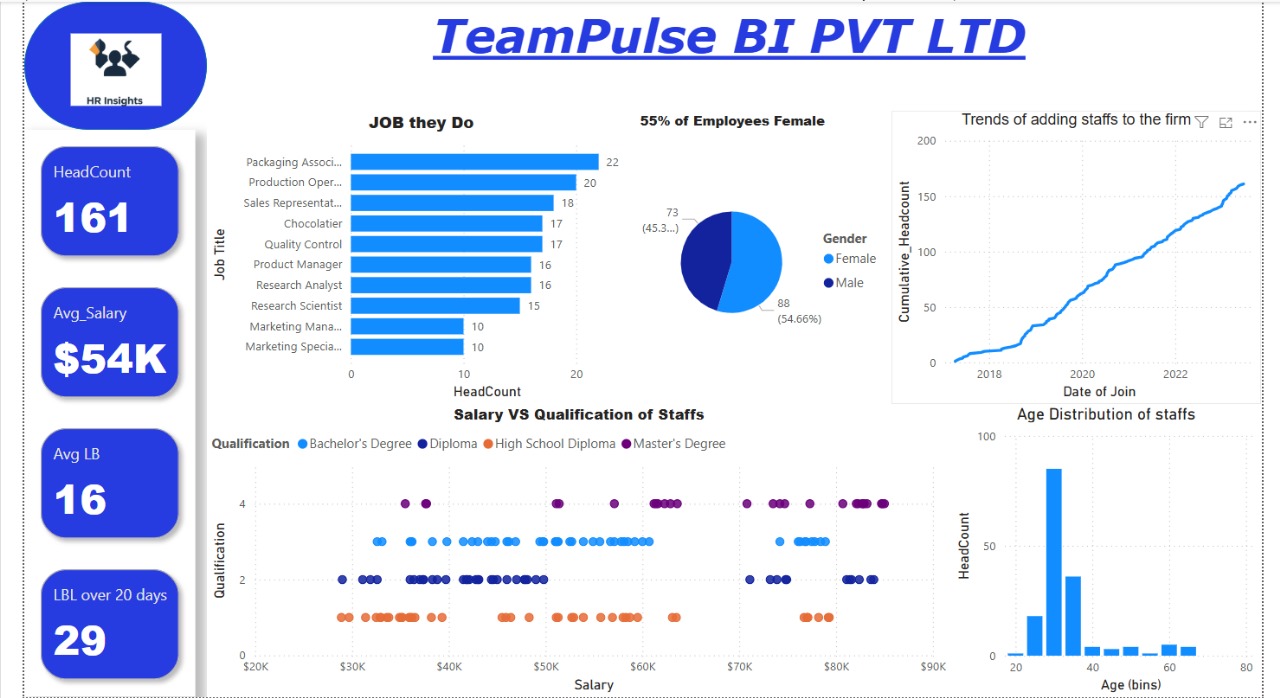 TeamPulse BI PVT LTD
HR Insights
HeadCount
161
Avg_Salary
$54K
Avg LB
16
LBL over 20 days
29
JOB they Do
Job Title
Packaging Associ... 22
Production Oper... 20
Sales Representat... 18
Chocolatier 17
Quality Control 17
Product Manager 16
Research Analyst 16
Research Scientist 15
Marketing Mana... 10
Marketing Specia... 10
0 10 20
HeadCount
55% of Employees Female
73
(45.3...)
88
(54.66%)
Gender
Female
Male
Trends of adding staffs to the firm
Cumulative_Headcount
200
150
100
50
0
2018 2020 2022
Date of Join
Salary VS Qualification of Staffs
Qualification Bachelor's Degree Diploma High School Diploma Master's Degree
Qualification
4
2
0
$20K $30K $40K $50K $60K $70K $80K $90K
Salary
Age Distribution of staffs
HeadCount
100
50
0
20 40 60 80
Age (bins)